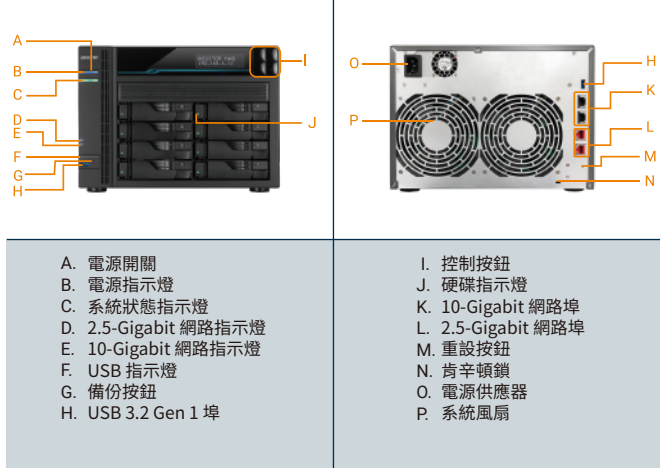 A
B
C
D
E
F
G
H
I
J
O
P
H
K
L
M
N
A. 電源開關
B. 電源指示燈
C. 系統狀態指示燈
D. 2.5-Gigabit 網路指示燈
E. 10-Gigabit 網路指示燈
F. USB 指示燈
G. 備份按鈕
H. USB 3.2 Gen 1 埠
I. 控制按鈕
J. 硬碟指示燈
K. 10-Gigabit 網路埠
L. 2.5-Gigabit 網路埠
M. 重設按鈕
N. 肯辛頓鎖
O. 電源供應器
P. 系統風扇